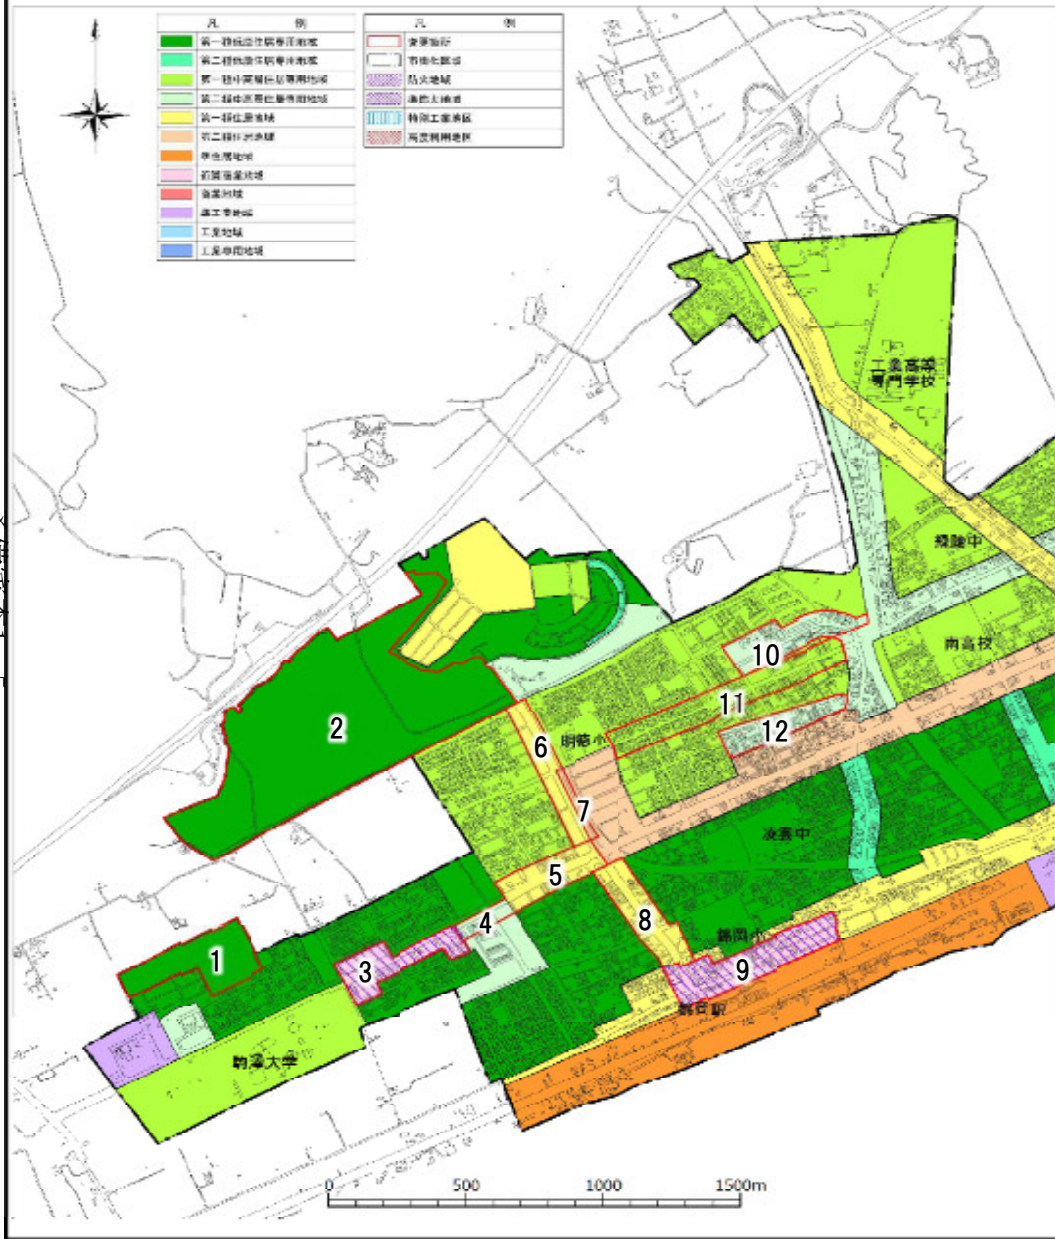 凡 例
第一種低層住居専用地域
第二種低層住居専用地域
第一種中高層住居専用地域
第二種中高層住居専用地域
第一種住居地域
第二種住居地域
準住居地域
近隣商業地域
商業地域
準工業地域
工業地域
工業専用地域
凡 例
変更箇所
市街化区域
防火地域
準防火地域
特別工業地区
高度利用地区
工業高等
専門学校
緑陵中
南高校
10
11
12
2
6
明徳小
7
凌雲中
5
4
8
錦岡小
1
3
9
錦岡駅
駒澤大学
0 500 1000 1500m